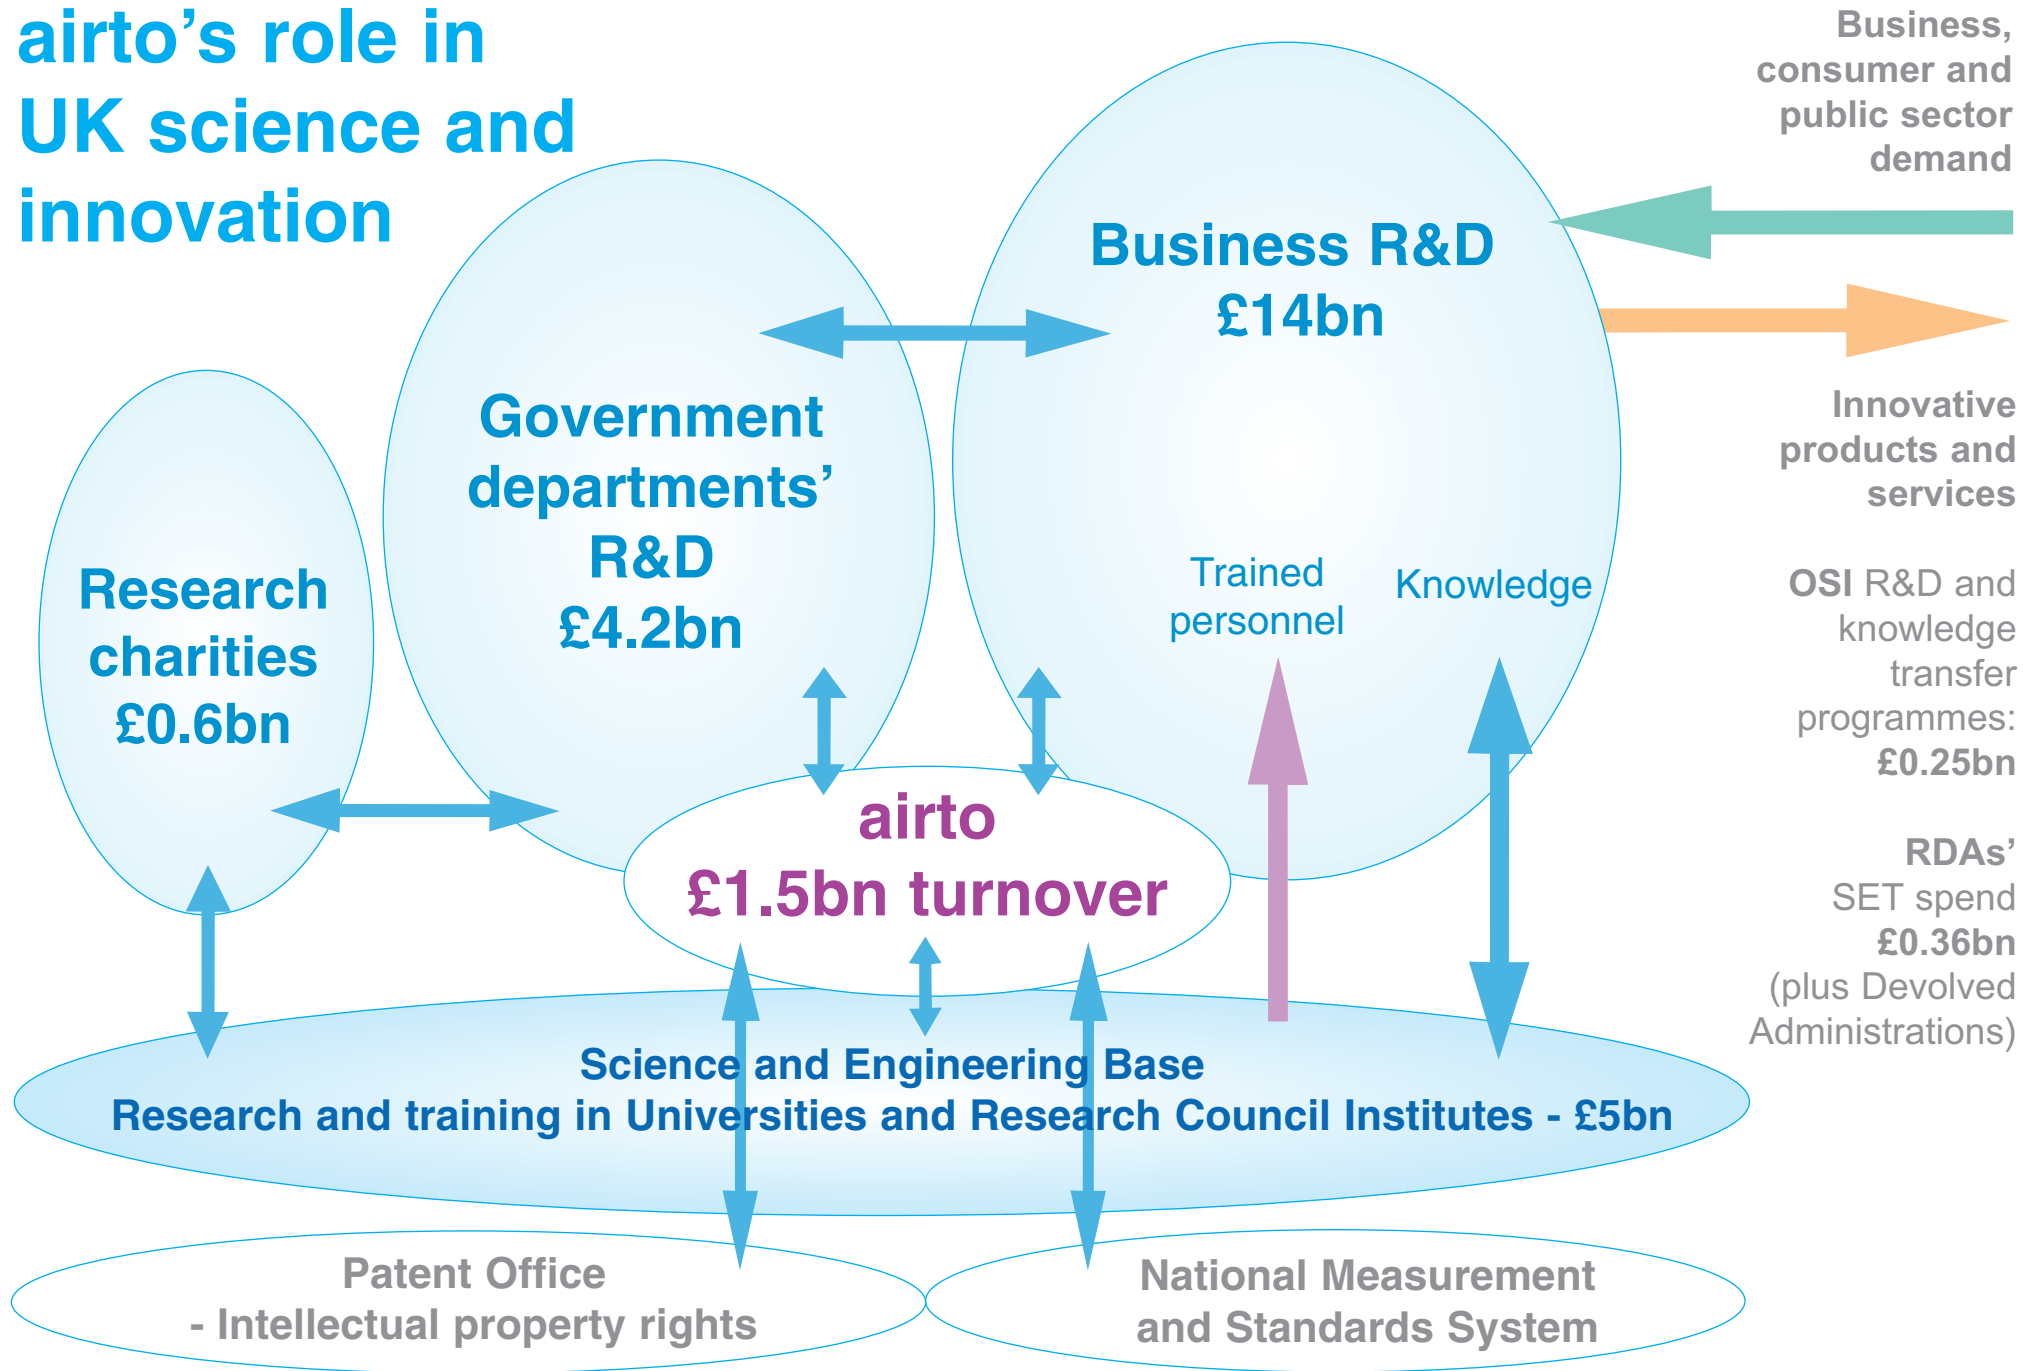 airto’s role in
UK science and
innovation
Business,
consumer and
public sector
demand
Business R&D
£14bn
Innovative
products and
services
Government
departments’
R&D
£4.2bn
Research
charities
£0.6bn
Trained
personnel
Knowledge
OSI R&D and
knowledge
transfer
programmes:
£0.25bn
airto
£1.5bn turnover
RDAs’
SET spend
£0.36bn
(plus Devolved
Administrations)
Science and Engineering Base
Research and training in Universities and Research Council Institutes - £5bn
Patent Office
- Intellectual property rights
National Measurement
and Standards System